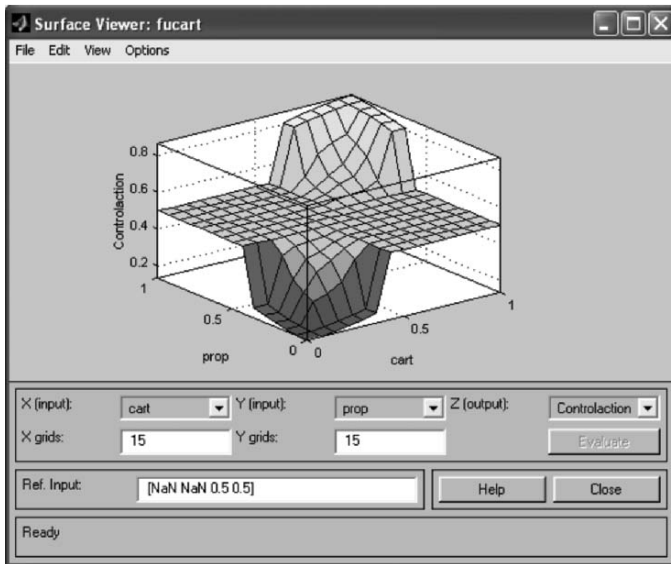 Surface Viewer: fucart
File Edit View Options
0.8
0.6
0.4
0.2
Controlaction
1
0.5
0
prop
0
0.5
1
cart
X (input): cart Y (input): prop Z (output): Controlaction
X grids: 15 Y grids: 15 Evaluate
Ref. Input: [NaN NaN 0.5 0.5] Help Close
Ready